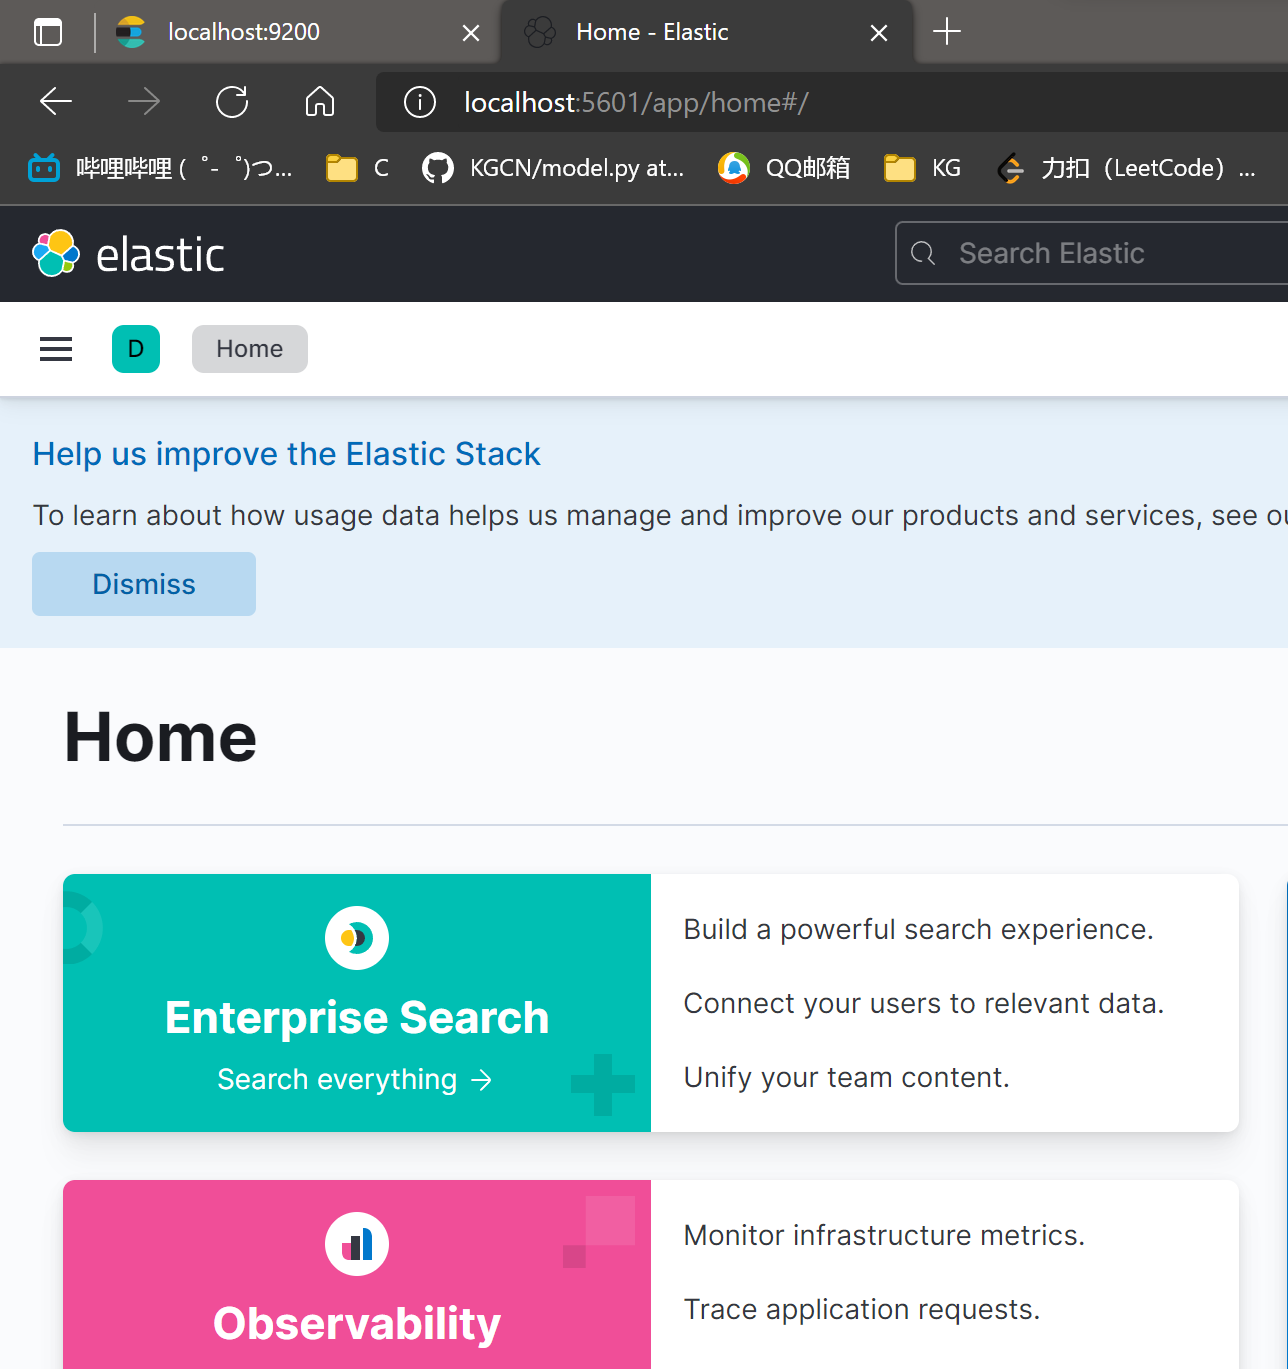 localhost:9200
Home - Elastic
localhost:5601/app/home#/
哔哩哔哩 ( ゜- ゜)つ...
C
KGCN/model.py at...
QQ邮箱
KG
力扣（LeetCode）...
elastic
Search Elastic
D
Home
Help us improve the Elastic Stack
To learn about how usage data helps us manage and improve our products and services, see
Dismiss
Home
Enterprise Search
Search everything →
Build a powerful search experience.
Connect your users to relevant data.
Unify your team content.
Observability
Monitor infrastructure metrics.
Trace application requests.